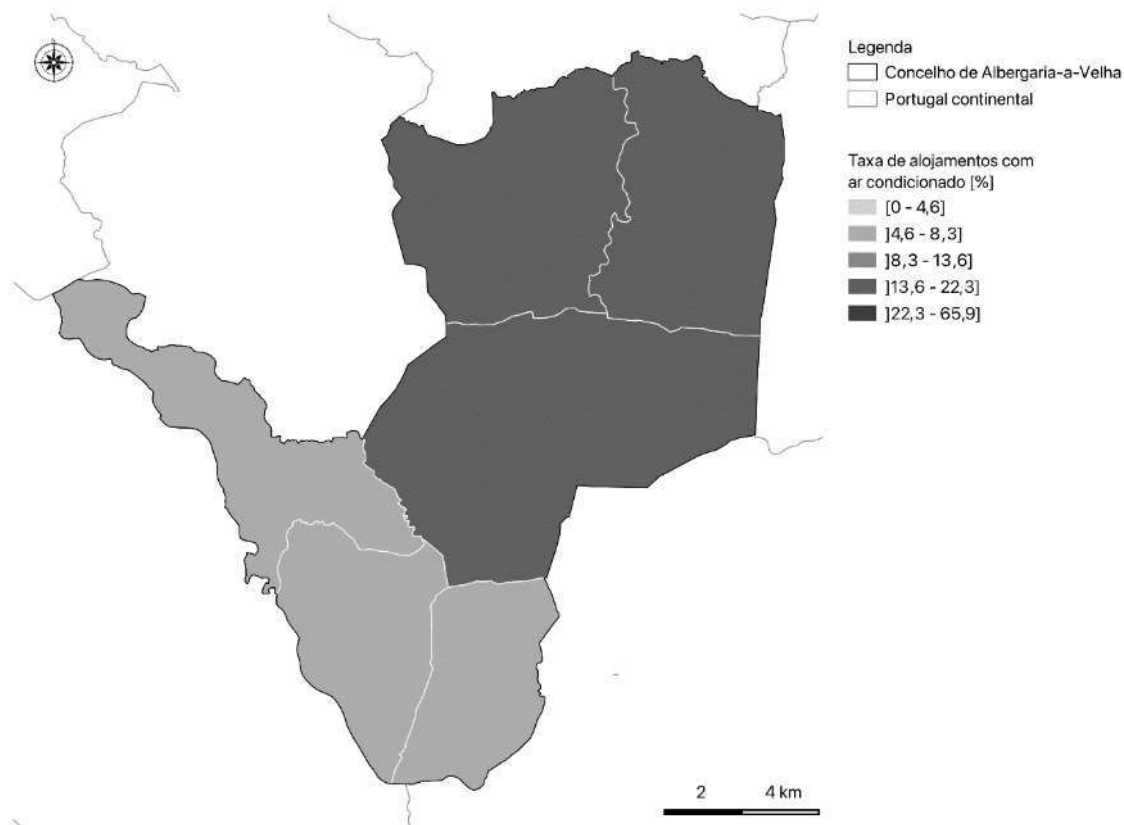 Legenda
Concelho de Albergaria-a-Velha
Portugal continental
Taxa de alojamentos com
ar condicionado [%]
[0 - 4,6]
]4,6 - 8,3]
]8,3 - 13,6]
]13,6 - 22,3]
]22,3 - 65,9]
2 4 km